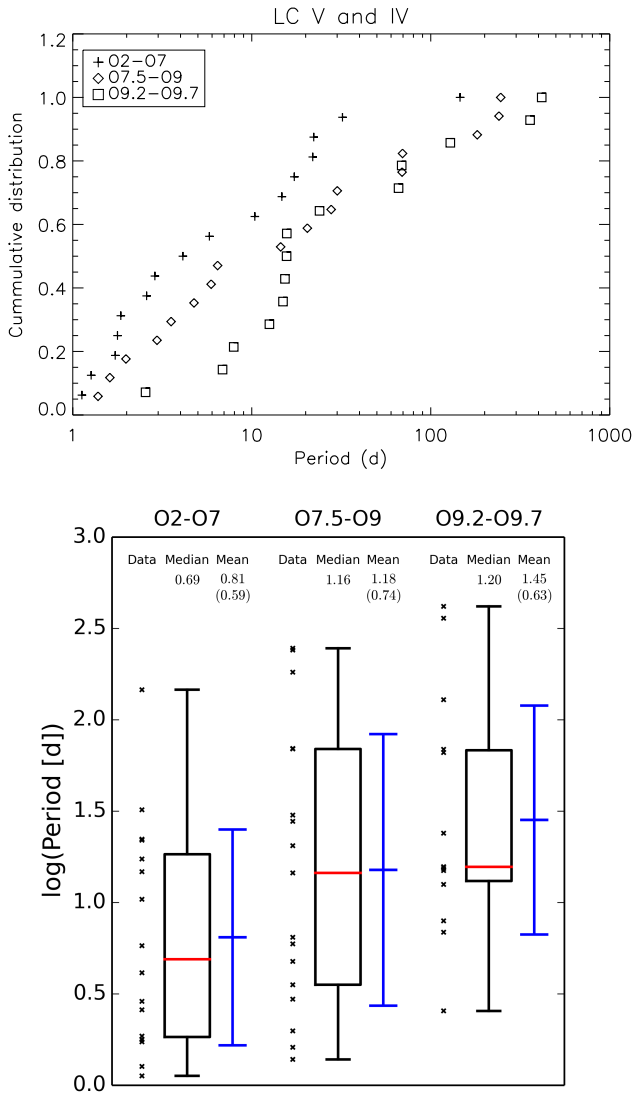 LC V and IV
1.2
O2-O7
O7.5-O9
O9.2-O9.7
1.0
0.8
0.6
0.4
0.2
0.0
Cummulative distribution
1 10 100 1000
Period (d)
O2-O7 O7.5-O9 O9.2-O9.7
3.0
Data Median Mean Data Median Mean Data Median Mean
0.69 0.81 1.16 1.18 1.20 1.45
(0.59) (0.74) (0.63)
2.5
2.0
1.5
1.0
0.5
0.0
log(Period [d])